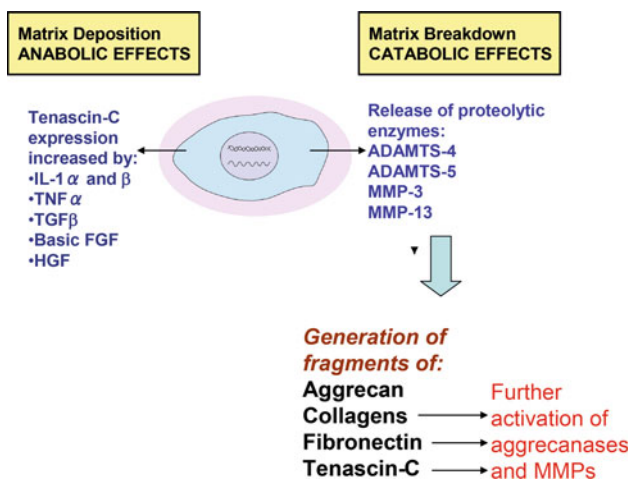 Matrix Deposition
ANABOLIC EFFECTS
Tenascin-C
expression
increased by:
•IL-1 α and β
•TNF α
•TGFβ
•Basic FGF
•HGF
Matrix Breakdown
CATABOLIC EFFECTS
Release of proteolytic
enzymes:
ADAMTS-4
ADAMTS-5
MMP-3
MMP-13
Generation of
fragments of:
Aggrecan
Collagens
Fibronectin
Tenascin-C
Further
activation of
aggrecanases
and MMPs